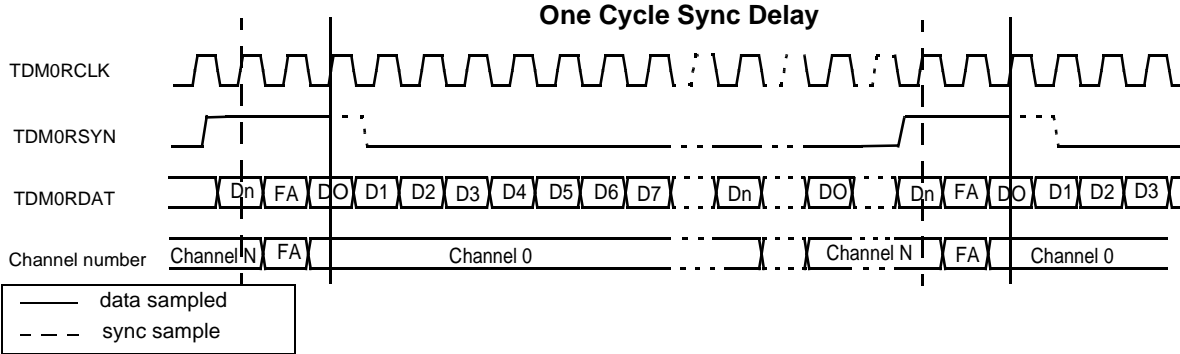 One Cycle Sync Delay
TDM0RCLK
TDM0RSYN
TDM0RDAT Dn FA DO D1 D2 D3 D4 D5 D6 D7 Dn DO Dn FA DO D1 D2 D3
Channel number Channel N FA Channel 0 Channel N FA Channel 0
data sampled
sync sample